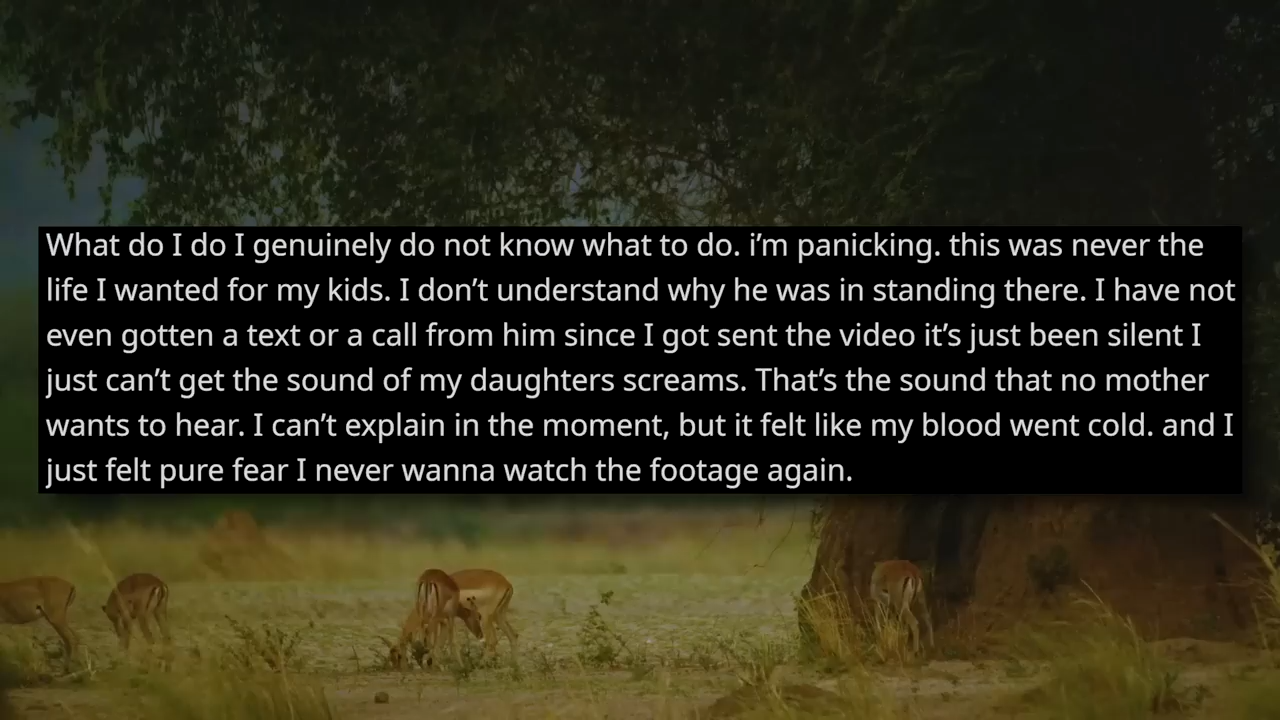 What do I do I genuinely do not know what to do. i’m panicking. this was never the
life I wanted for my kids. I don’t understand why he was in standing there. I have not
even gotten a text or a call from him since I got sent the video it’s just been silent I
just can’t get the sound of my daughters screams. That’s the sound that no mother
wants to hear. I can’t explain in the moment, but it felt like my blood went cold. and I
just felt pure fear I never wanna watch the footage again.